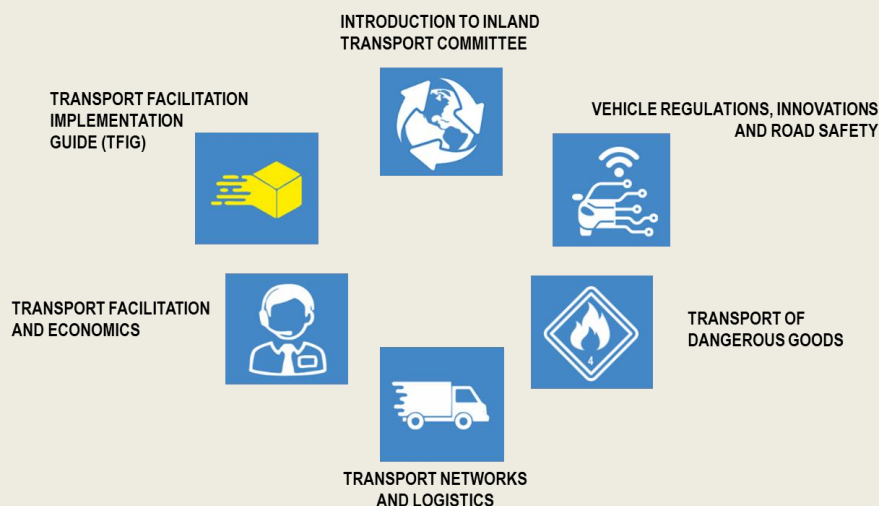 INTRODUCTION TO INLAND
TRANSPORT COMMITTEE
TRANSPORT FACILITATION
IMPLEMENTATION
GUIDE (TFIG)
VEHICLE REGULATIONS, INNOVATIONS
AND ROAD SAFETY
TRANSPORT FACILITATION
AND ECONOMICS
4
TRANSPORT OF
DANGEROUS GOODS
TRANSPORT NETWORKS
AND LOGISTICS